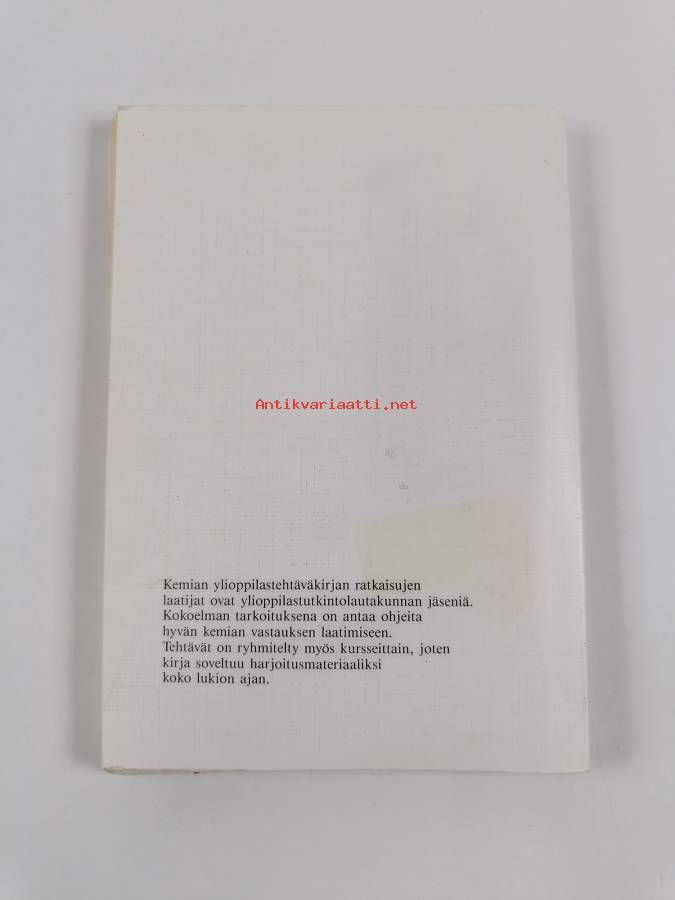 Antikvariaatti.net
Kemian ylioppilastehtäväkirjan ratkaisujen
laatijat ovat ylioppilastutkintolautakunnan jäseniä.
Kokoelman tarkoituksena on antaa ohjeita
hyvän kemian vastauksen laatimiseen.
Tehtävät on ryhmitelty myös kursseittain, joten
kirja soveltuu harjoitusmateriaaliksi
koko lukion ajan.